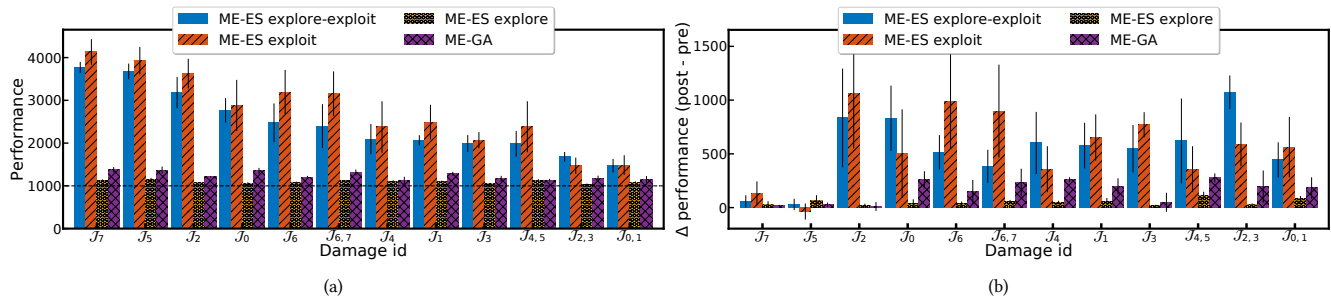 ME-ES explore-exploit
ME-ES exploit
ME-ES explore
ME-GA
Performance
4000
3000
2000
1000
0
𝒥7 𝒥5 𝒥2 𝒥0 𝒥6 𝒥6,7 𝒥4 𝒥1 𝒥3 𝒥4,5 𝒥2,3 𝒥0,1
Damage id
(a)
ME-ES explore-exploit
ME-ES exploit
ME-ES explore
ME-GA
Δ performance (post - pre)
1500
1000
500
0
𝒥7 𝒥5 𝒥2 𝒥0 𝒥6 𝒥6,7 𝒥4 𝒥1 𝒥3 𝒥4,5 𝒥2,3 𝒥0,1
Damage id
(b)